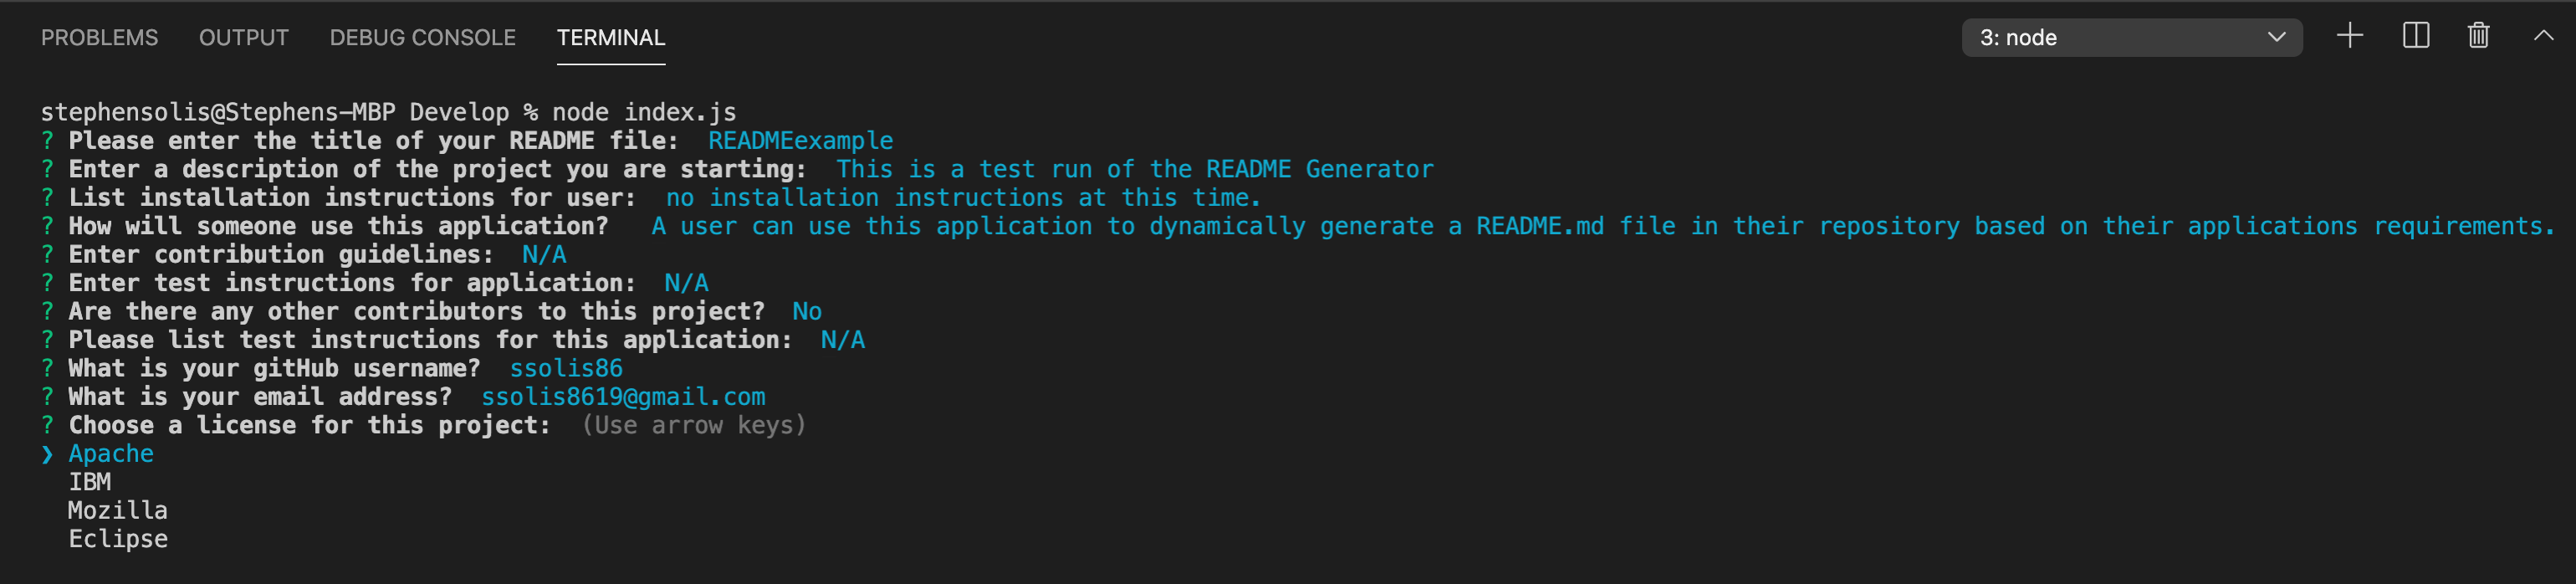 PROBLEMS OUTPUT DEBUG CONSOLE TERMINAL 3: node
stephensolis@Stephens-MBP Develop % node index.js
? Please enter the title of your README file: READMEexample
? Enter a description of the project you are starting: This is a test run of the README Generator
? List installation instructions for user: no installation instructions at this time.
? How will someone use this application? A user can use this application to dynamically generate a README.md file in their repository based on their applications requirements.
? Enter contribution guidelines: N/A
? Enter test instructions for application: N/A
? Are there any other contributors to this project? No
? Please list test instructions for this application: N/A
? What is your gitHub username? ssolis86
? What is your email address? ssolis8619@gmail.com
? Choose a license for this project: (Use arrow keys)
❯ Apache
IBM
Mozilla
Eclipse